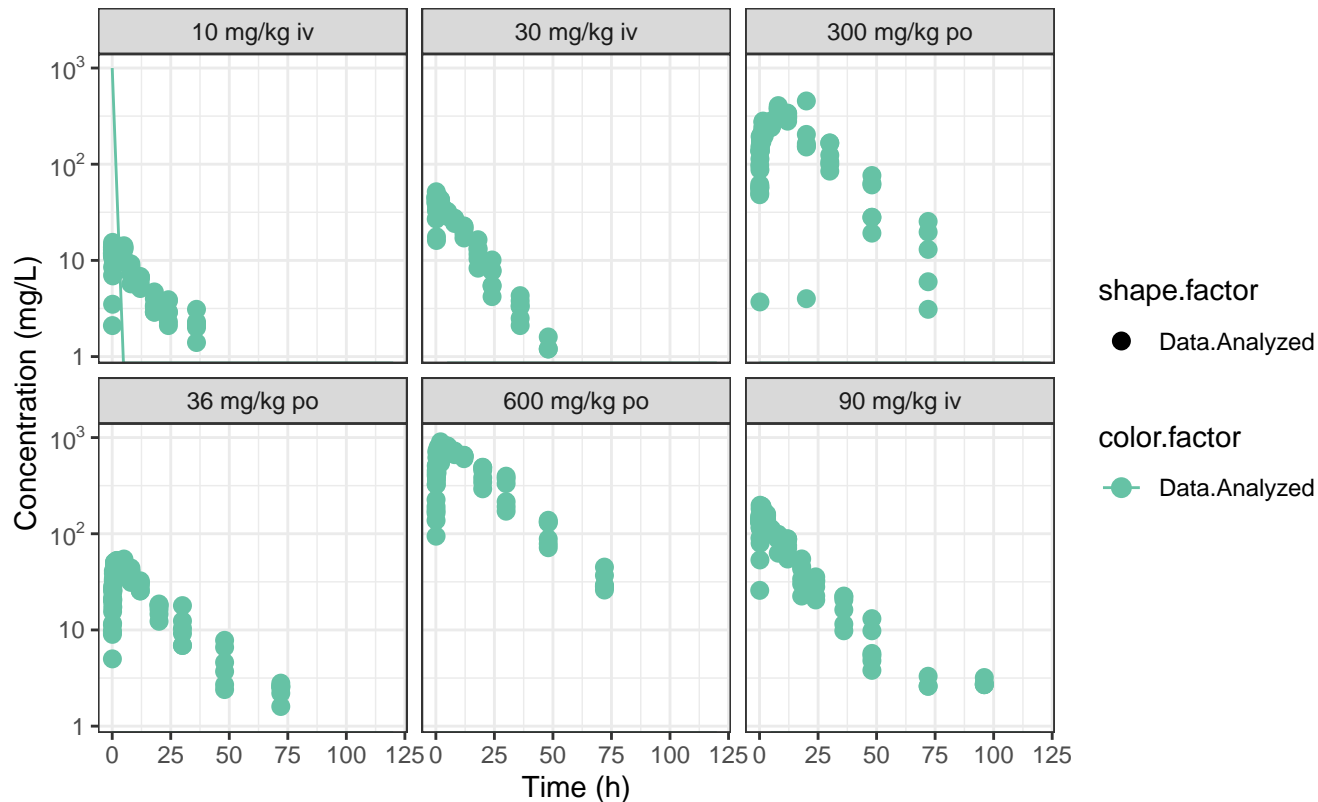 10 mg/kg iv 30 mg/kg iv 300 mg/kg po
10³
10²
10
1
36 mg/kg po 600 mg/kg po 90 mg/kg iv
10³
10²
10
1
0 25 50 75 100 125 0 25 50 75 100 125 0 25 50 75 100 125
Time (h)
Concentration (mg/L)
shape.factor
Data.Analyzed
color.factor
Data.Analyzed